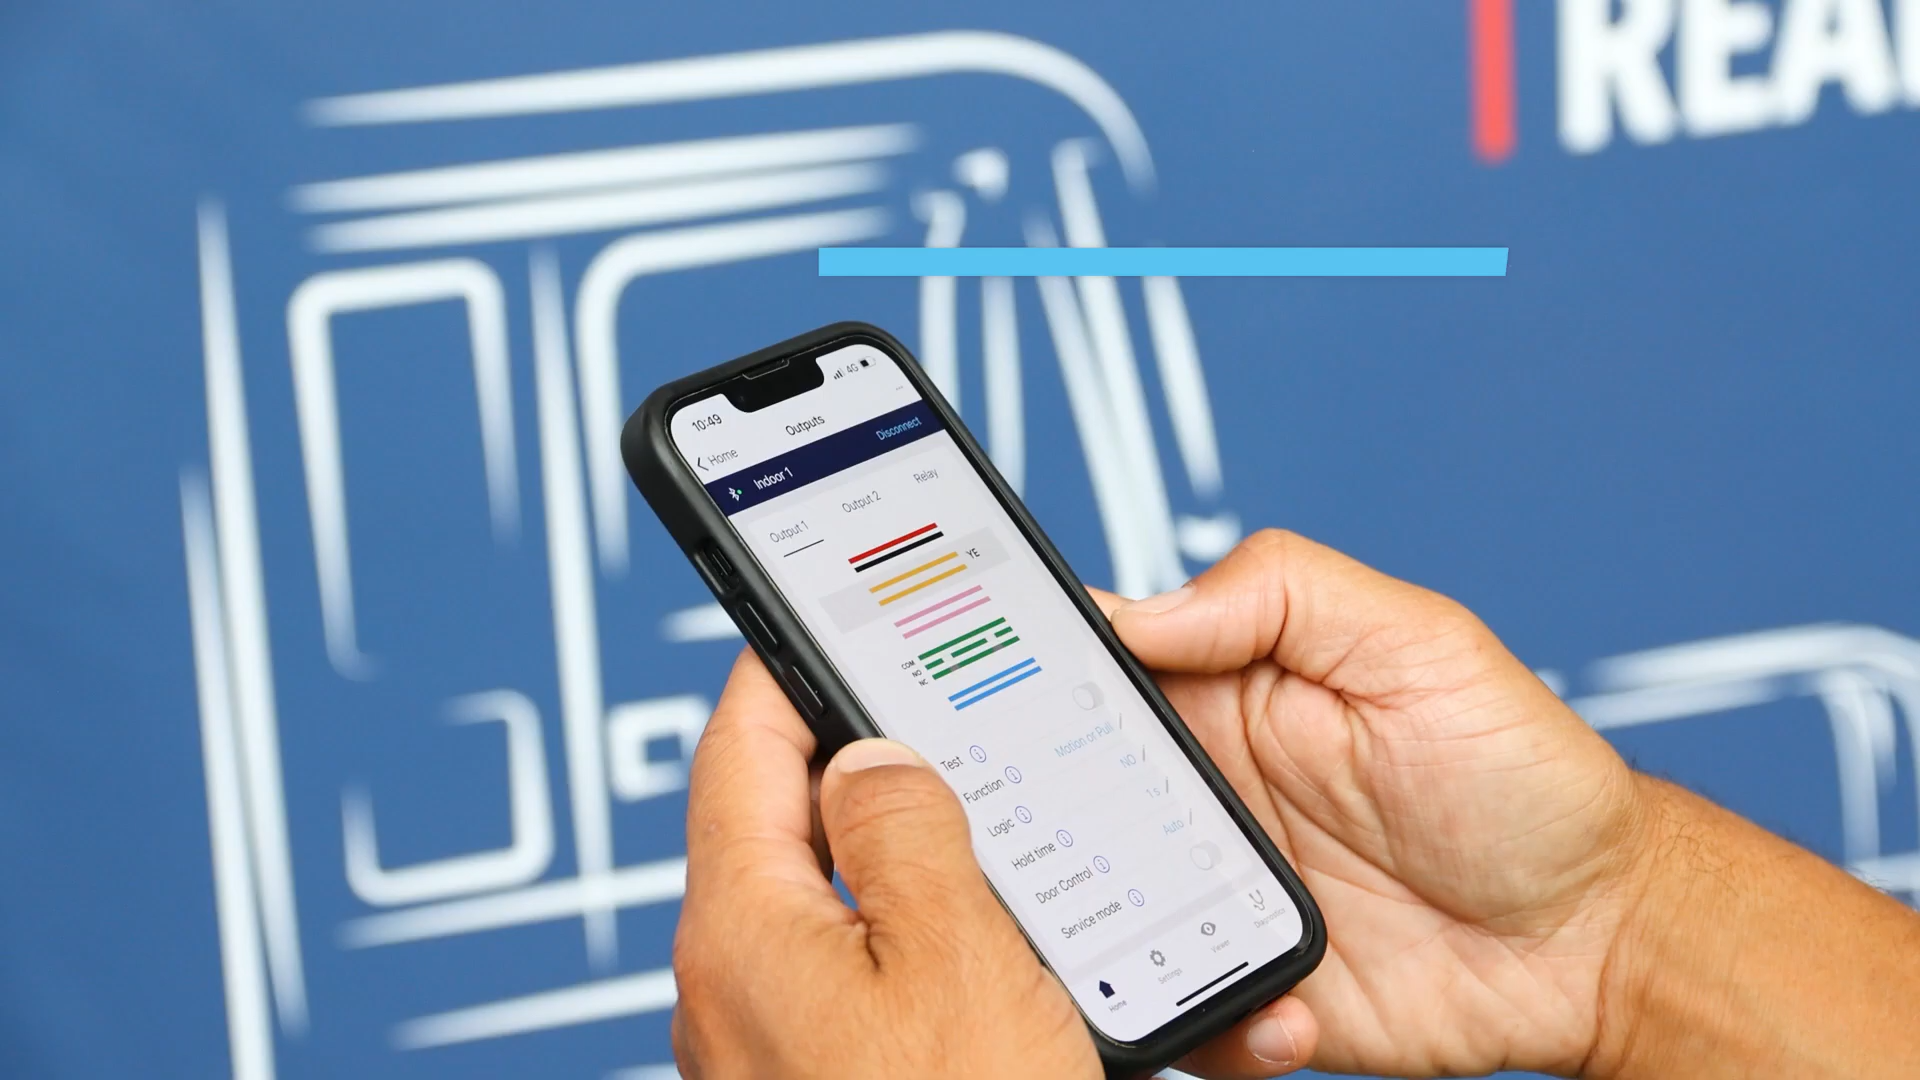 REA
10:49
4G
Outputs
Home
Disconnect
Indoor 1
Output 1
Output 2
Relay
YE
COM
NO
NC
Test
Function
Motion or Pull
Logic
NO
Hold time
1 s
Door Control
Auto
Service mode
Home
Settings
Viewer
Diagnostics